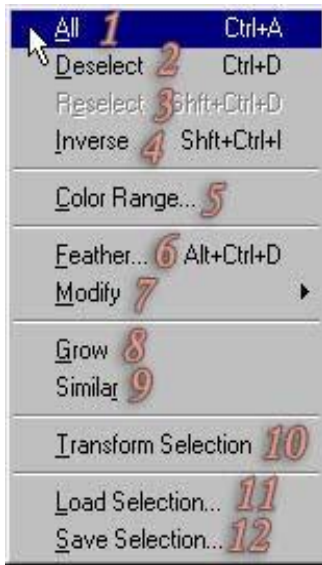 All 1 Ctrl+A
Deselect 2 Ctrl+D
Reselect 3 Shft+Ctrl+D
Inverse 4 Shft+Ctrl+I
Color Range... 5
Feather... 6 Alt+Ctrl+D
Modify 7
Grow 8
Similar 9
Transform Selection 10
Load Selection... 11
Save Selection... 12